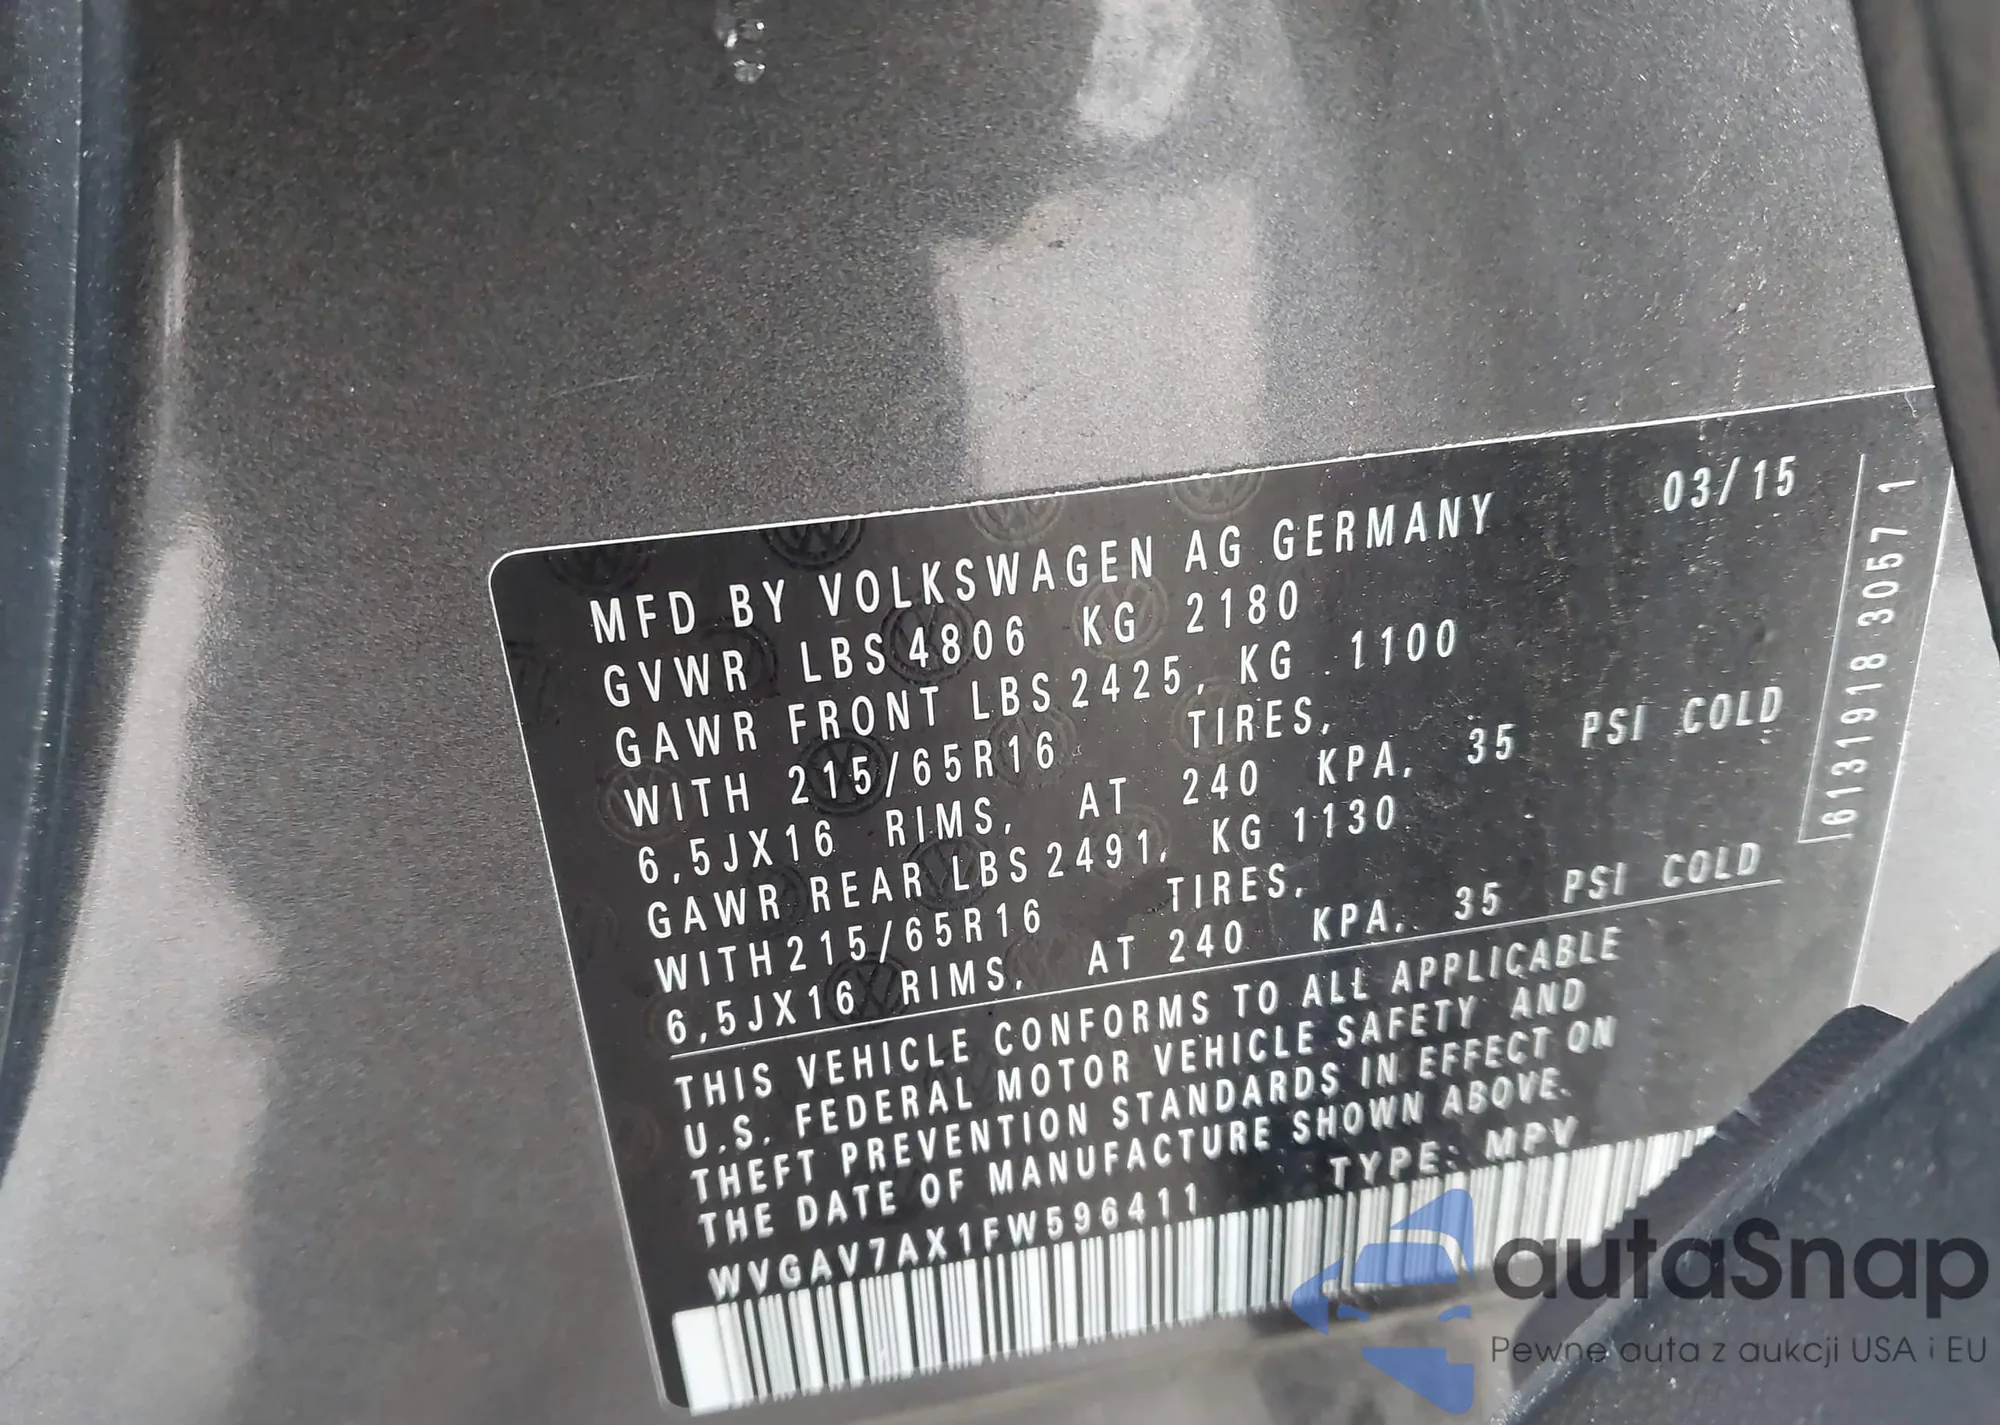 MFD BY VOLKSWAGEN AG GERMANY 03/15
GVWR LBS 4806 KG 2180
GAWR FRONT LBS 2425, KG 1100
WITH 215/65R16 TIRES,
6,5JX16 RIMS, AT 240 KPA, 35 PSI COLD
GAWR REAR LBS 2491, KG 1130
WITH 215/65R16 TIRES,
6,5JX16 RIMS, AT 240 KPA, 35 PSI COLD
THIS VEHICLE CONFORMS TO ALL APPLICABLE
U.S. FEDERAL MOTOR VEHICLE SAFETY AND
THEFT PREVENTION STANDARDS IN EFFECT ON
THE DATE OF MANUFACTURE SHOWN ABOVE.
WVGAV7AX1FW596411 TYPE: MPV
6131918 30571
autaSnap
Pewne auta z aukcji USA i EU